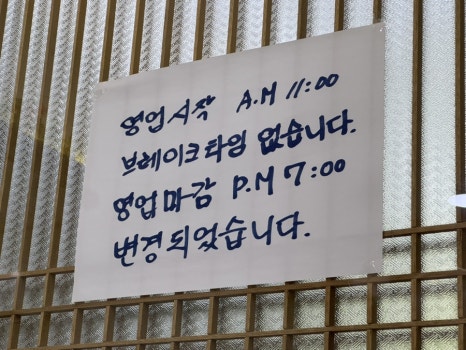 영업시작 A.M 11:00
브레이크타임 없습니다.
영업마감 P.M 7:00
변경되었습니다.